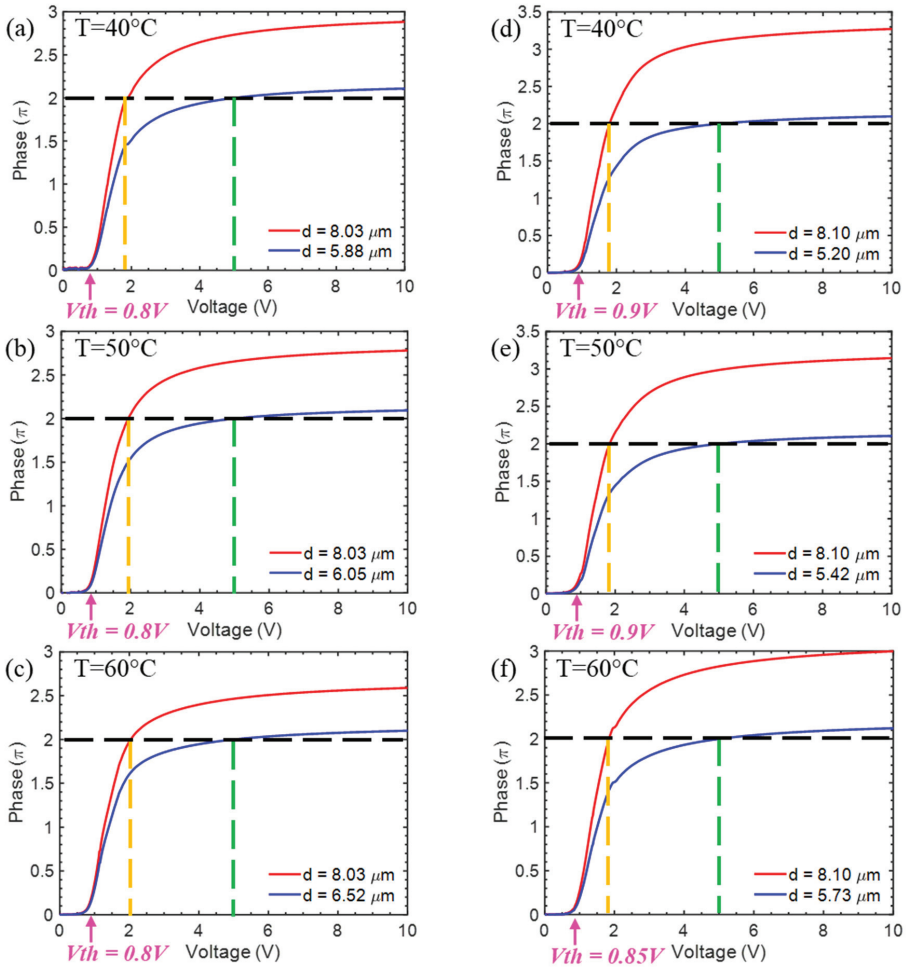 (a) T=40°C
3
2.5
2
1.5
1
0.5
0
Phase (π)
d = 8.03 μm
d = 5.88 μm
0 2 4 6 8 10
Vth = 0.8V Voltage (V)
(d) T=40°C
3.5
3
2.5
2
1.5
1
0.5
0
Phase (π)
d = 8.10 μm
d = 5.20 μm
0 2 4 6 8 10
Vth = 0.9V Voltage (V)
(b) T=50°C
3
2.5
2
1.5
1
0.5
0
Phase (π)
d = 8.03 μm
d = 6.05 μm
0 2 4 6 8 10
Vth = 0.8V Voltage (V)
(e) T=50°C
3.5
3
2.5
2
1.5
1
0.5
0
Phase (π)
d = 8.10 μm
d = 5.42 μm
0 2 4 6 8 10
Vth = 0.9V Voltage (V)
(c) T=60°C
3
2.5
2
1.5
1
0.5
0
Phase (π)
d = 8.03 μm
d = 6.52 μm
0 2 4 6 8 10
Vth = 0.8V Voltage (V)
(f) T=60°C
3
2.5
2
1.5
1
0.5
0
Phase (π)
d = 8.10 μm
d = 5.73 μm
0 2 4 6 8 10
Vth = 0.85V Voltage (V)